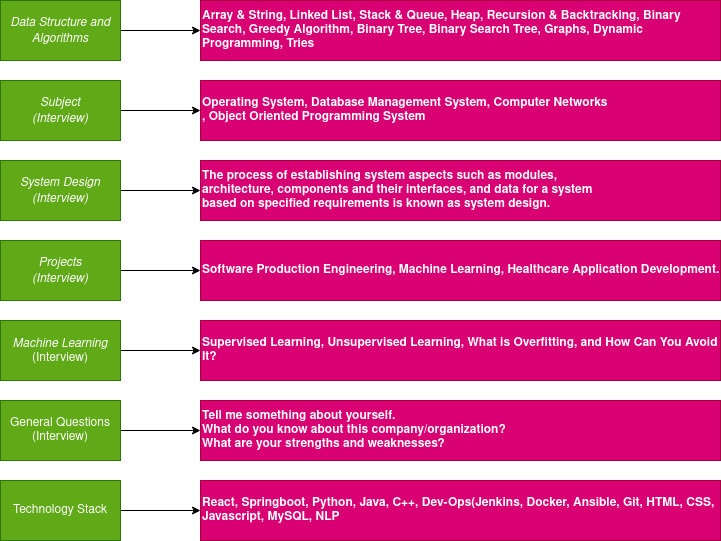 Data Structure and
Algorithms
Array & String, Linked List, Stack & Queue, Heap, Recursion & Backtracking, Binary
Search, Greedy Algorithm, Binary Tree, Binary Search Tree, Graphs, Dynamic
Programming, Tries
Subject
(Interview)
Operating System, Database Management System, Computer Networks
, Object Oriented Programming System
System Design
(Interview)
The process of establishing system aspects such as modules,
architecture, components and their interfaces, and data for a system
based on specified requirements is known as system design.
Projects
(Interview)
Software Production Engineering, Machine Learning, Healthcare Application Development.
Machine Learning
(Interview)
Supervised Learning, Unsupervised Learning, What is Overfitting, and How Can You Avoid
It?
General Questions
(Interview)
Tell me something about yourself.
What do you know about this company/organization?
What are your strengths and weaknesses?
Technology Stack
React, Springboot, Python, Java, C++, Dev-Ops(Jenkins, Docker, Ansible, Git, HTML, CSS,
Javascript, MySQL, NLP